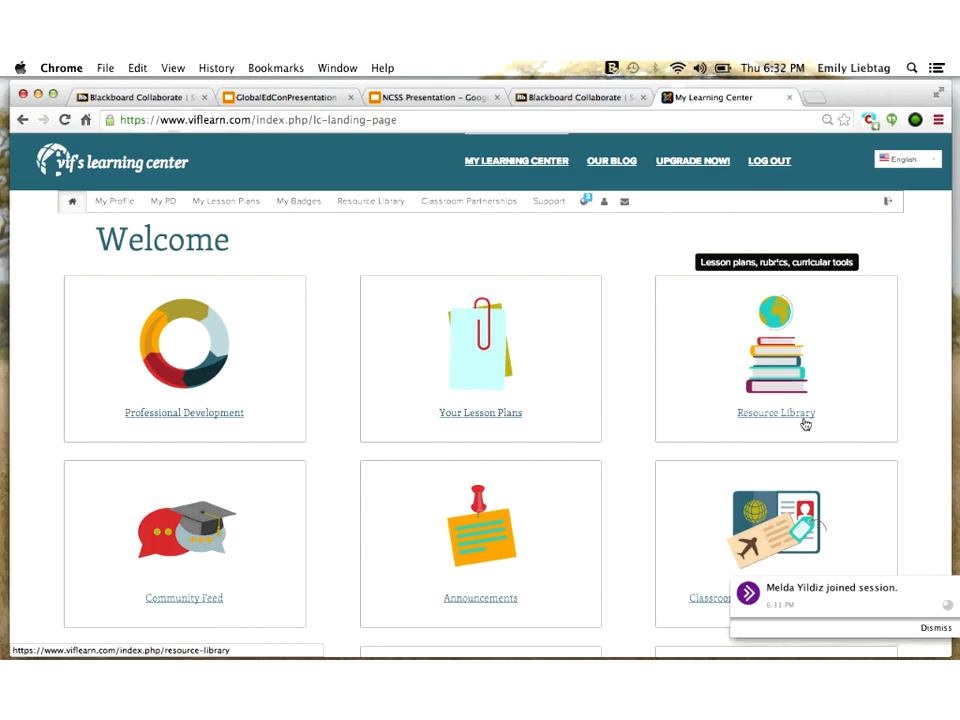 Chrome File Edit View History Bookmarks Window Help Thu 6:32 PM Emily Liebtag
Blackboard Collaborate | S GlobalEdConPresentation NCSS Presentation – Goog Blackboard Collaborate | S My Learning Center
https://www.viflearn.com/index.php/lc-landing-page
vif's learning center MY LEARNING CENTER OUR BLOG UPGRADE NOW! LOG OUT English
My Profile My PD My Lesson Plans My Badges Resource Library Classroom Partnerships Support
Welcome
Lesson plans, rubrics, curricular tools
Professional Development Your Lesson Plans Resource Library
Community Feed Announcements Classroo
Melda Yildiz joined session.
6:31 PM
Dismiss
https://www.viflearn.com/index.php/resource-library